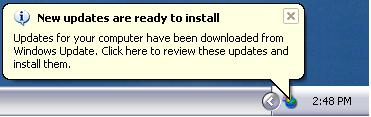 New updates are ready to install
Updates for your computer have been downloaded from
Windows Update. Click here to review these updates and
install them.
2:48 PM